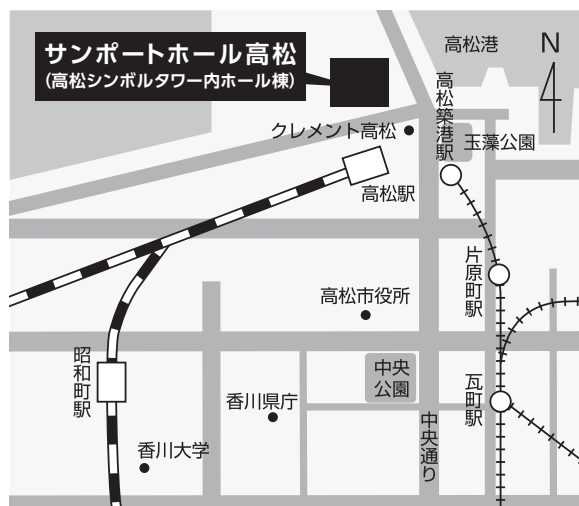 サンポートホール高松
(高松シンボルタワー内ホール棟)
高松港
N
高松築港駅
クレメント高松
玉藻公園
高松駅
片原町駅
高松市役所
昭和町駅
中央
公園
瓦町駅
香川県庁
中央通り
香川大学